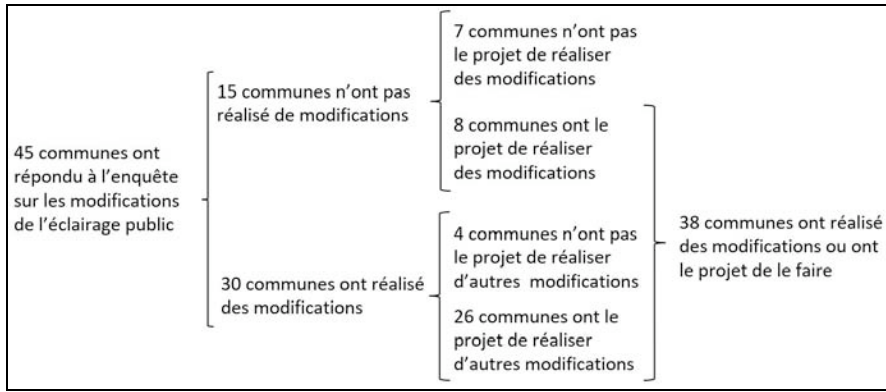 45 communes ont
répondu à l'enquête
sur les modifications
de l'éclairage public
15 communes n'ont pas
réalisé de modifications
7 communes n'ont pas
le projet de réaliser
des modifications
8 communes ont le
projet de réaliser
des modifications
30 communes ont réalisé
des modifications
4 communes n'ont pas
le projet de réaliser
d'autres modifications
26 communes ont le
projet de réaliser
d'autres modifications
38 communes ont réalisé
des modifications ou ont
le projet de le faire